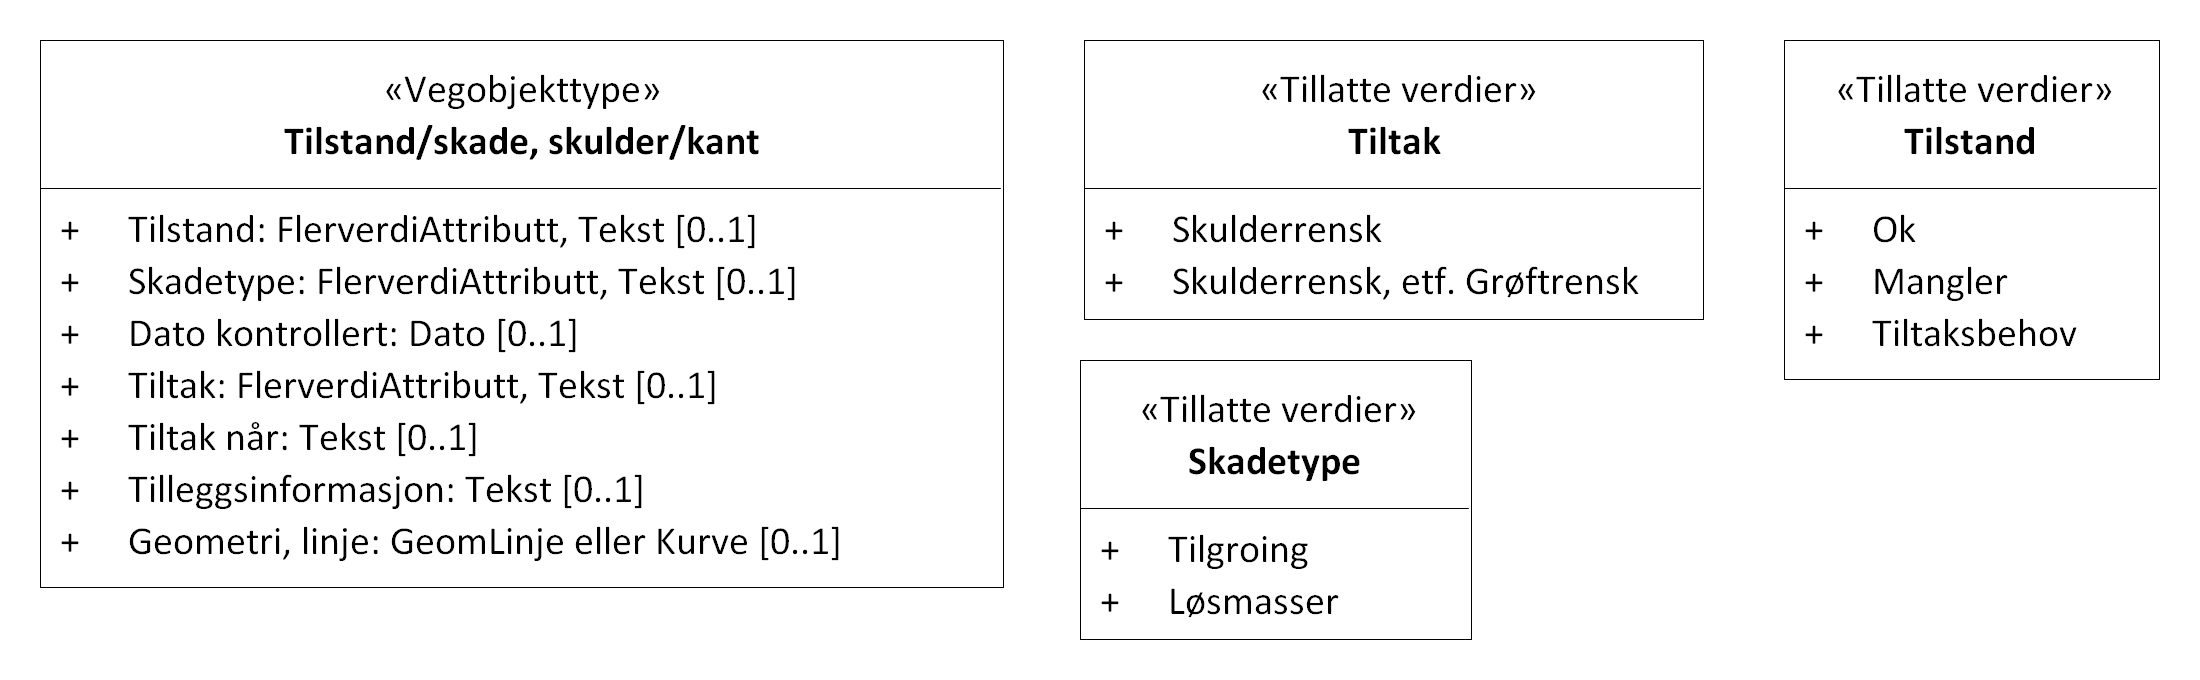 «Vegobjekttype»
Tilstand/skade, skulder/kant
+ Tilstand: FlerverdiAttributt, Tekst [0..1]
+ Skadetype: FlerverdiAttributt, Tekst [0..1]
+ Dato kontrollert: Dato [0..1]
+ Tiltak: FlerverdiAttributt, Tekst [0..1]
+ Tiltak når: Tekst [0..1]
+ Tilleggsinformasjon: Tekst [0..1]
+ Geometri, linje: GeomLinje eller Kurve [0..1]
«Tillatte verdier»
Tiltak
+ Skulderrensk
+ Skulderrensk, etf. Grøftrensk
«Tillatte verdier»
Skadetype
+ Tilgroing
+ Løsmasser
«Tillatte verdier»
Tilstand
+ Ok
+ Mangler
+ Tiltaksbehov